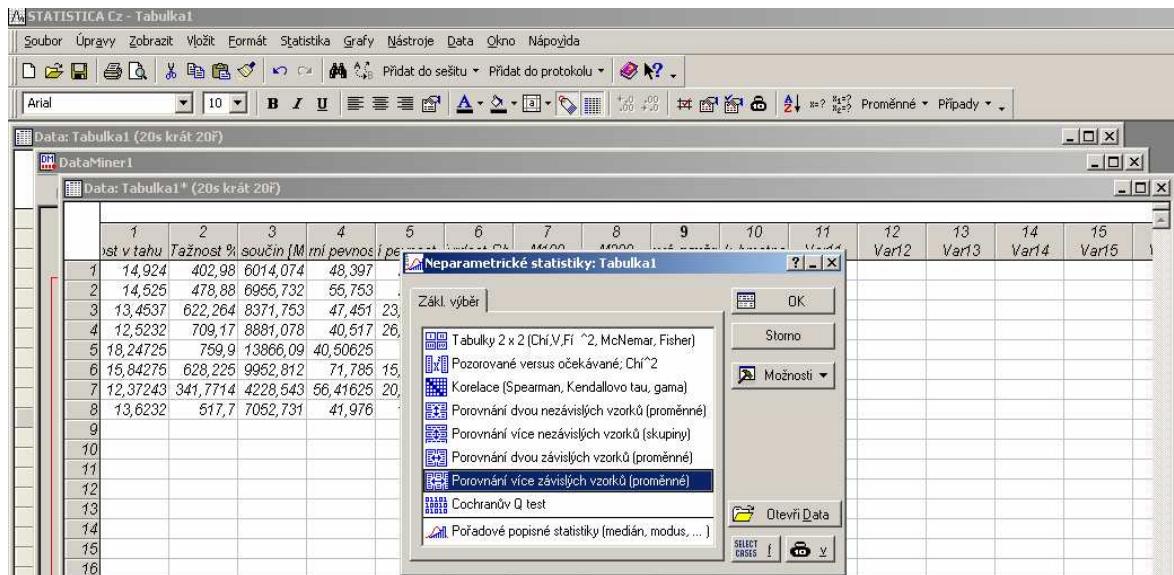 STATISTICA Cz - Tabulka1
Soubor Úpravy Zobrazit Vložit Formát Statistika Grafy Nástroje Data Okno Nápověda
Přidat do sešitu Přidat do protokolu
Arial 10 B I U A Proměnné Případy
Data: Tabulka1 (20s krát 20ř)
DataMiner1
Data: Tabulka1* (20s krát 20ř)
1 2 3 4 5 6 7 8 9 10 11 12 13 14 15
v tahu Tažnost % součin [M rní pevnos Var12 Var13 Var14 Var15
1 14,924 402,98 6014,074 48,397
2 14,525 478,88 6955,732 55,753
3 13,4537 622,264 8371,753 47,451 23,
4 12,5232 709,17 8881,078 40,517 26,
5 18,24725 759,9 13866,09 40,50625
6 15,84275 628,225 9952,812 71,785 15,
7 12,37243 341,7714 4228,543 56,41625 20,
8 13,6232 517,7 7052,731 41,976
9
10
11
12
13
14
15
16
Neparametrické statistiky: Tabulka1
Zákl. výběr
Tabulky 2 x 2 (Chí,V,Fí ^2, McNemar, Fisher)
Pozorované versus očekávané; Chí^2
Korelace (Spearman, Kendallovo tau, gama)
Porovnání dvou nezávislých vzorků (proměnné)
Porovnání více nezávislých vzorků (skupiny)
Porovnání dvou závislých vzorků (proměnné)
Porovnání více závislých vzorků (proměnné)
Cochranův Q test
Pořadové popisné statistiky (medián, modus, ... )
OK
Storno
Možnosti
Otevři Data
SELECT CASES f v